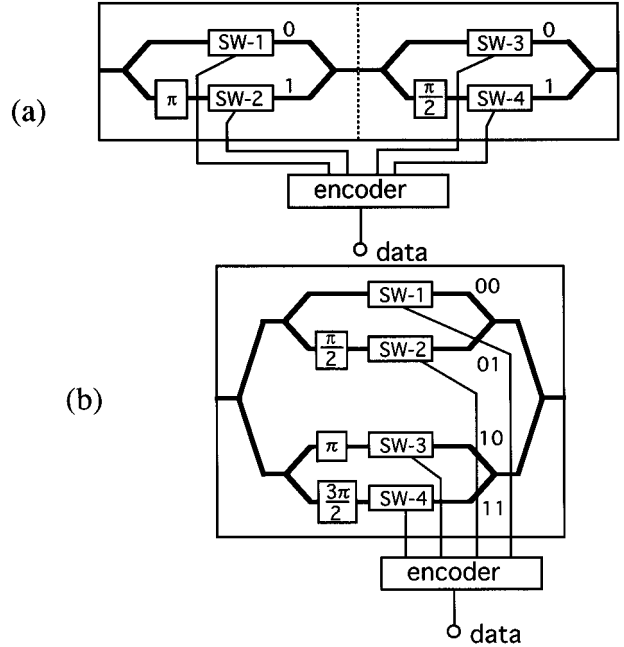 SW-1 0 SW-3 0
π SW-2 1 π/2 SW-4 1
(a)
encoder
data
SW-1 00
π/2 SW-2 01
(b)
π SW-3 10
3π/2 SW-4 11
encoder
data